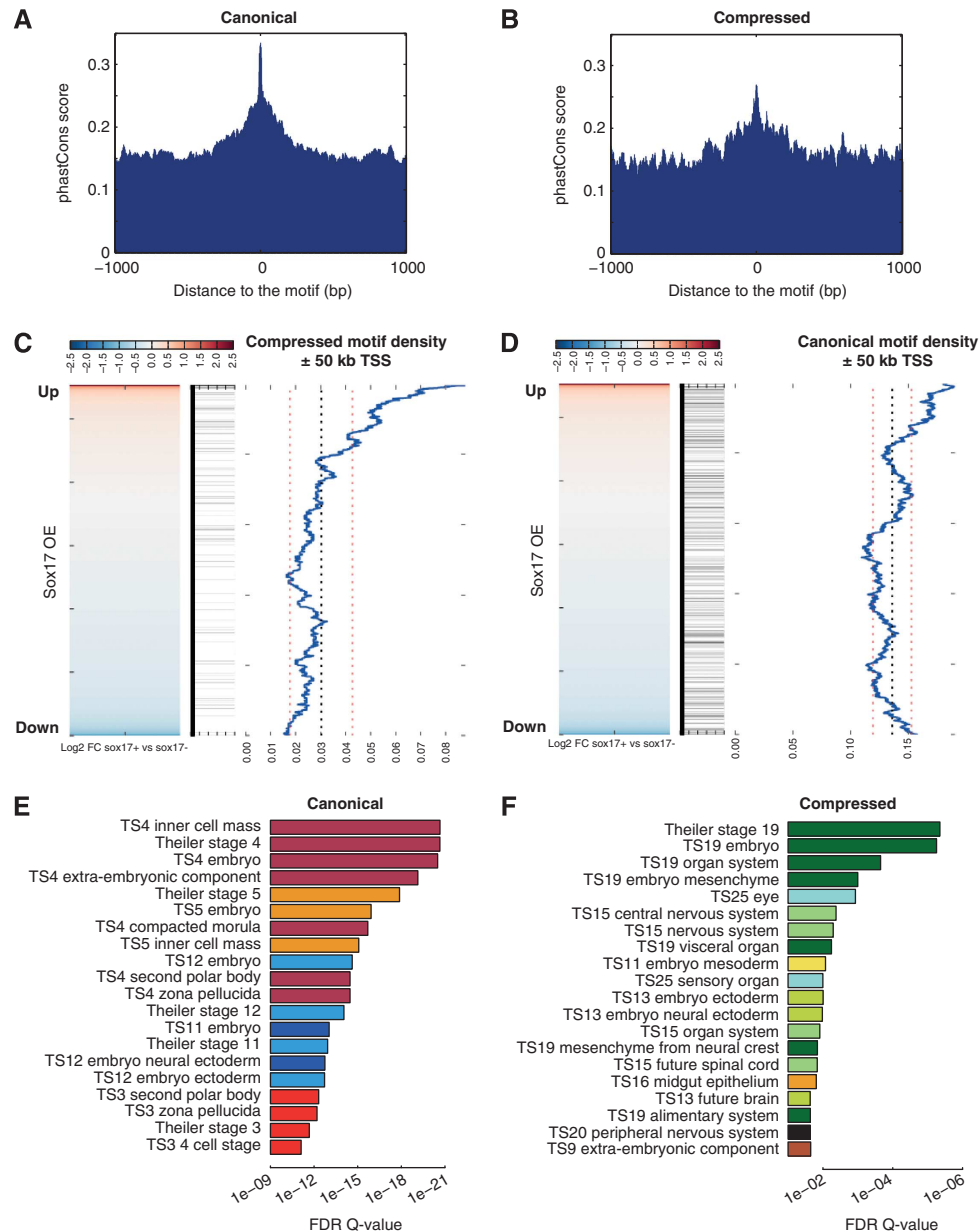 A
Canonical
phastCons score
0.3
0.2
0.1
0
−1000
0
1000
Distance to the motif (bp)
B
Compressed
phastCons score
0.3
0.2
0.1
0
−1000
0
1000
Distance to the motif (bp)
C
-2.5
-2.0
-1.5
-1.0
-0.5
0.0
0.5
1.0
1.5
2.0
2.5
Compressed motif density
± 50 kb TSS
Up
Sox17 OE
Down
Log2 FC sox17+ vs sox17-
0.00
0.01
0.02
0.03
0.04
0.05
0.06
0.07
0.08
D
-2.5
-2.0
-1.5
-1.0
-0.5
0.0
0.5
1.0
1.5
2.0
2.5
Canonical motif density
± 50 kb TSS
Up
Sox17 OE
Down
Log2 FC sox17+ vs sox17-
0.00
0.05
0.10
0.15
E
Canonical
TS4 inner cell mass
Theiler stage 4
TS4 embryo
TS4 extra-embryonic component
Theiler stage 5
TS5 embryo
TS4 compacted morula
TS5 inner cell mass
TS12 embryo
TS4 second polar body
TS4 zona pellucida
Theiler stage 12
TS11 embryo
Theiler stage 11
TS12 embryo neural ectoderm
TS12 embryo ectoderm
TS3 second polar body
TS3 zona pellucida
Theiler stage 3
TS3 4 cell stage
1e−09
1e−12
1e−15
1e−18
1e−21
FDR Q-value
F
Compressed
Theiler stage 19
TS19 embryo
TS19 organ system
TS19 embryo mesenchyme
TS25 eye
TS15 central nervous system
TS15 nervous system
TS19 visceral organ
TS11 embryo mesoderm
TS25 sensory organ
TS13 embryo ectoderm
TS13 embryo neural ectoderm
TS15 organ system
TS19 mesenchyme from neural crest
TS15 future spinal cord
TS16 midgut epithelium
TS13 future brain
TS19 alimentary system
TS20 peripheral nervous system
TS9 extra-embryonic component
1e−02
1e−04
1e−06
FDR Q-value